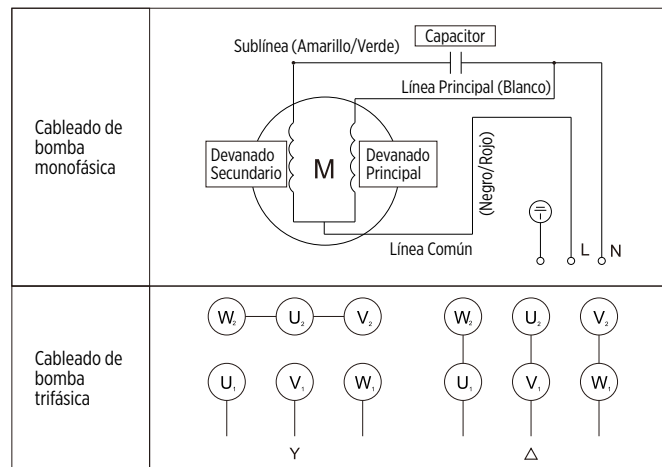 Cableado de
bomba
monofásica
Sublínea (Amarillo/Verde)
Capacitor
Línea Principal (Blanco)
Devanado
Secundario
M
Devanado
Principal
(Negro/Rojo)
Línea Común
L
N
Cableado de
bomba
trifásica
W₂ U₂ V₂
U₁ V₁ W₁
Y
W₂ U₂ V₂
U₁ V₁ W₁
△